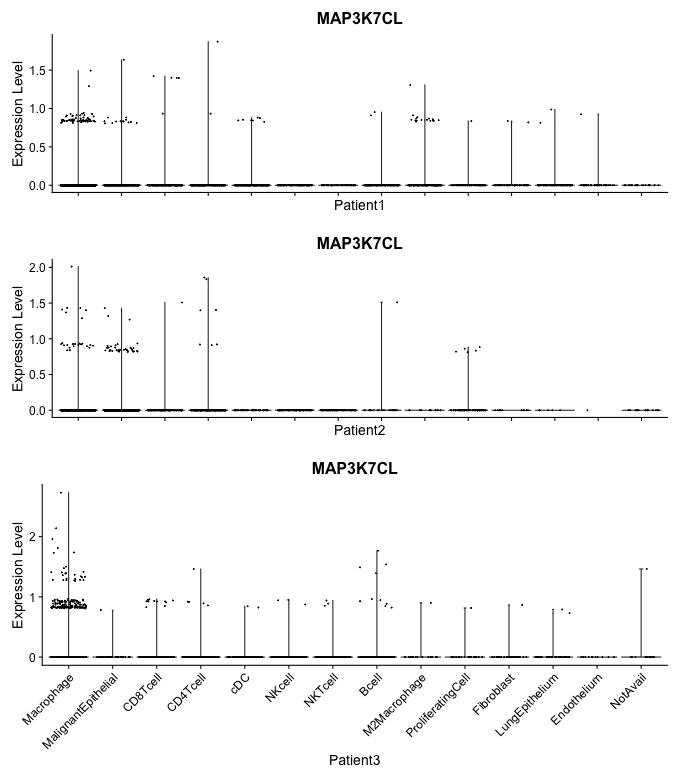 MAP3K7CL
Expression Level
1.5
1.0
0.5
0.0
Patient1
MAP3K7CL
Expression Level
2.0
1.5
1.0
0.5
0.0
Patient2
MAP3K7CL
Expression Level
2
1
0
Macrophage
MalignantEpithelial
CD8Tcell
CD4Tcell
cDC
NKcell
NKTcell
Bcell
M2Macrophage
ProliferatingCell
Fibroblast
LungEpithelium
Endothelium
NotAvail
Patient3